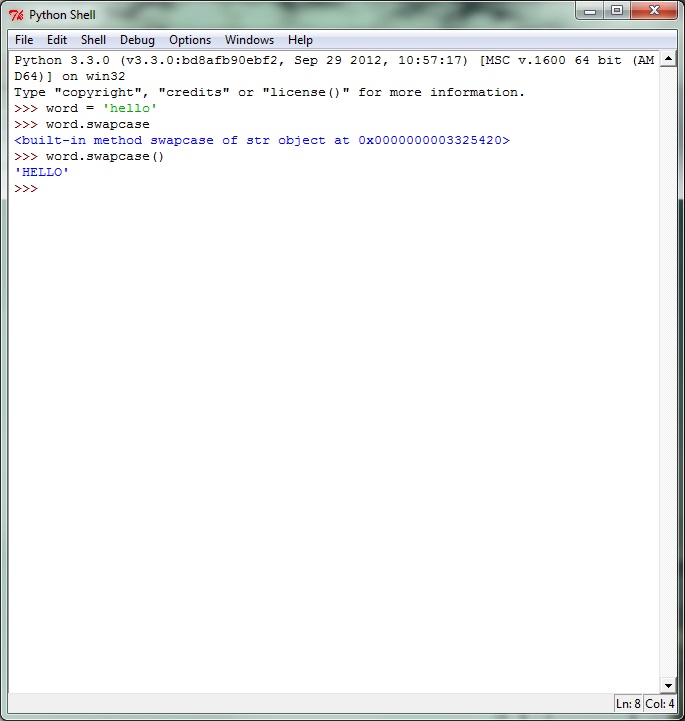 Python Shell
File Edit Shell Debug Options Windows Help
Python 3.3.0 (v3.3.0:bd8afb90ebf2, Sep 29 2012, 10:57:17) [MSC v.1600 64 bit (AM
D64)] on win32
Type "copyright", "credits" or "license()" for more information.
>>> word = 'hello'
>>> word.swapcase
<built-in method swapcase of str object at 0x0000000003325420>
>>> word.swapcase()
'HELLO'
>>>
Ln: 8 Col: 4